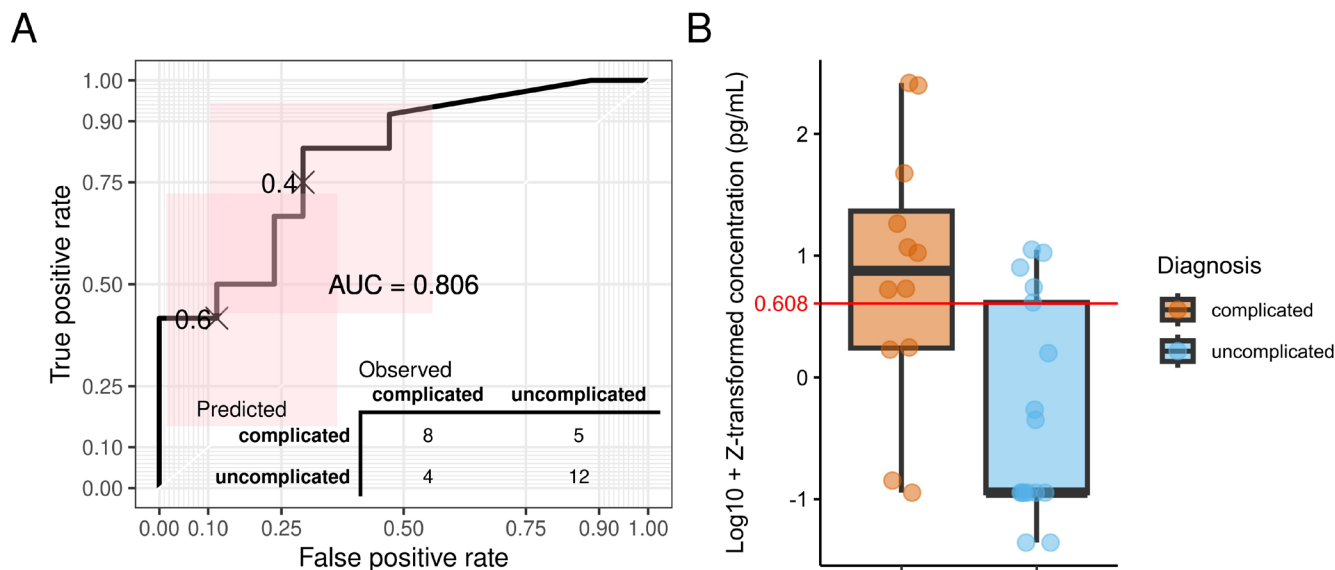 A
True positive rate
1.00
0.90
0.75
0.50
0.25
0.10
0.00
0.4
0.6
AUC = 0.806
Observed
complicated uncomplicated
Predicted
complicated 8 5
uncomplicated 4 12
0.00 0.10 0.25 0.50 0.75 0.90 1.00
False positive rate
B
Log10 + Z-transformed concentration (pg/mL)
2
1
0.608
0
-1
Diagnosis
complicated
uncomplicated